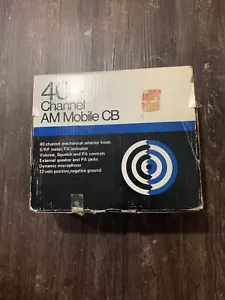 40
Channel
AM Mobile CB
40 channel mechanical selector knob
S/RF meter, T/R indicator
Volume, Squelch and PA controls
External speaker and PA jacks
Dynamic microphone
12 volt positive, negative ground